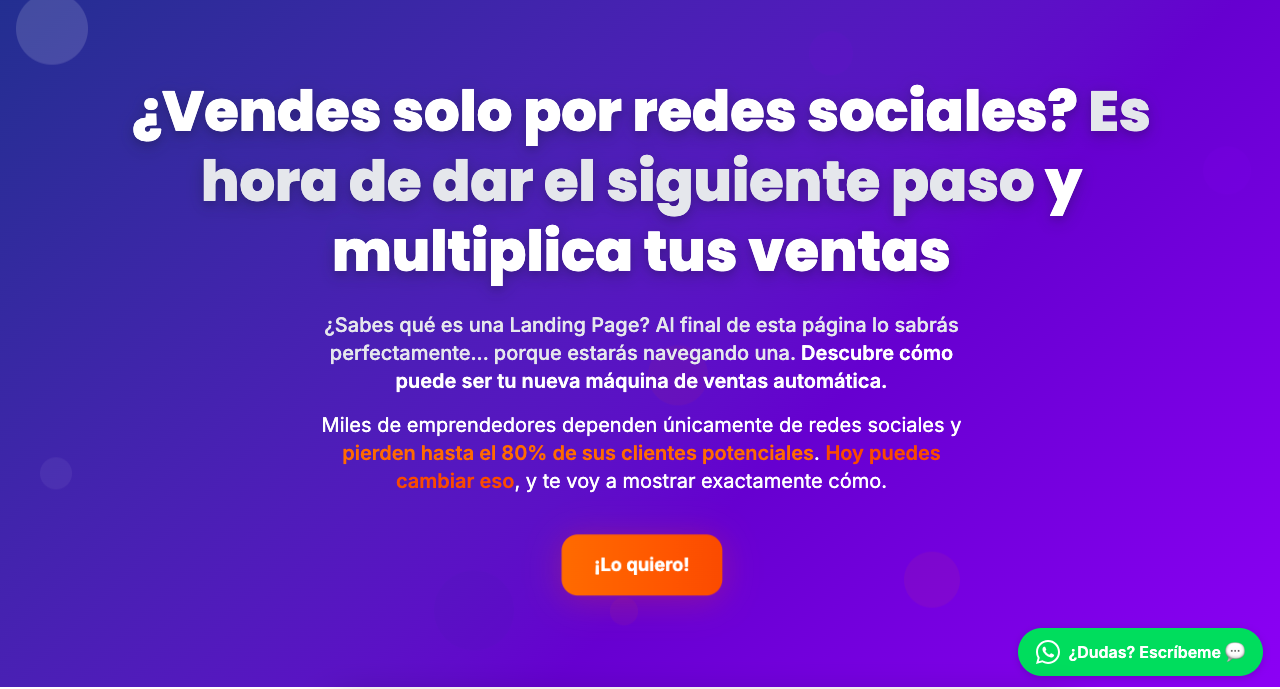 ¿Vendes solo por redes sociales? Es
hora de dar el siguiente paso y
multiplica tus ventas
¿Sabes qué es una Landing Page? Al final de esta página lo sabrás
perfectamente... porque estarás navegando una. Descubre cómo
puede ser tu nueva máquina de ventas automática.
Miles de emprendedores dependen únicamente de redes sociales y
pierden hasta el 80% de sus clientes potenciales. Hoy puedes
cambiar eso, y te voy a mostrar exactamente cómo.
¡Lo quiero!
¿Dudas? Escríbeme 💬